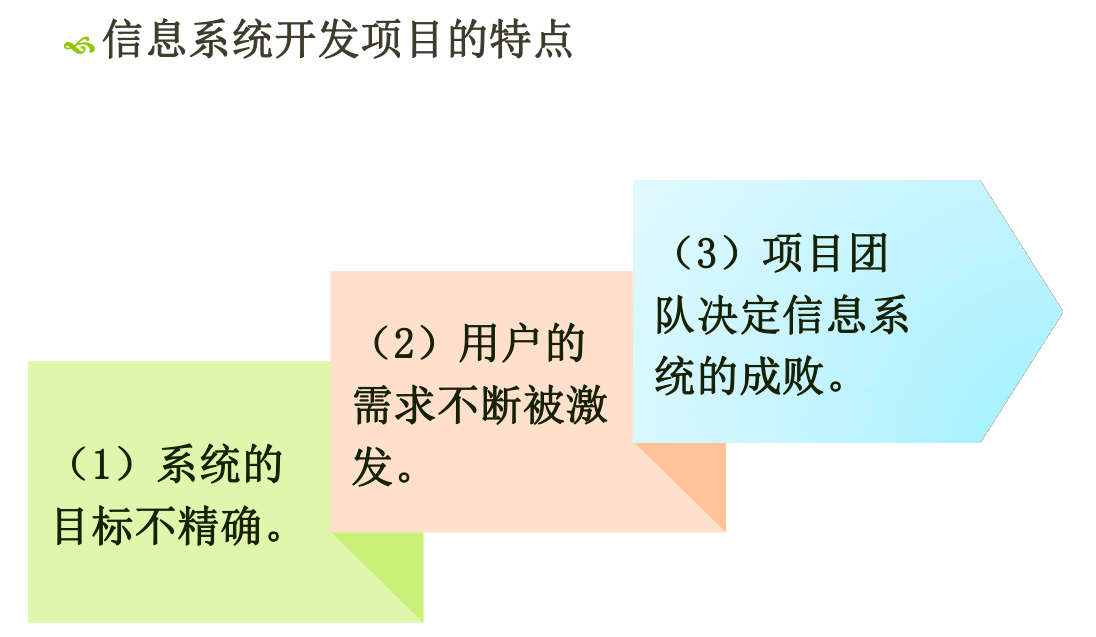 信息系统开发项目的特点
（1）系统的
目标不精确。
（2）用户的
需求不断被激
发。
（3）项目团
队决定信息系
统的成败。